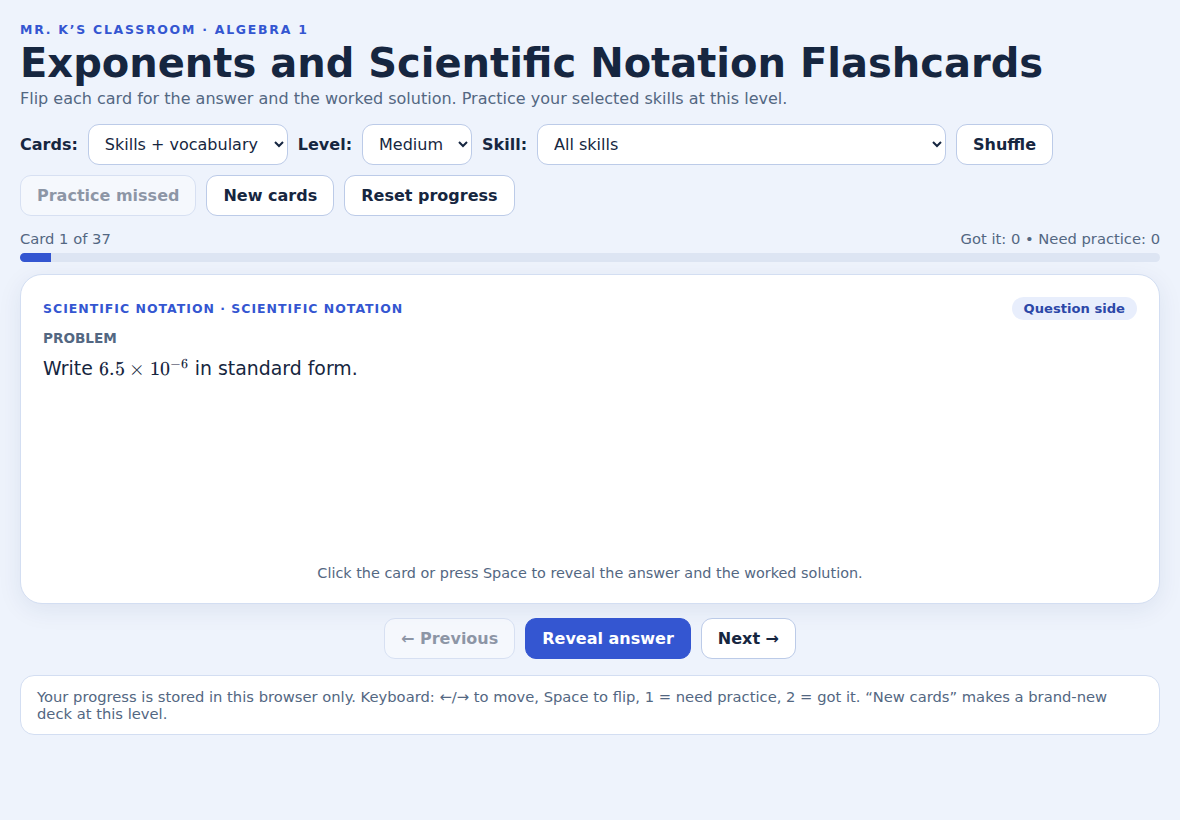 MR. K’S CLASSROOM · ALGEBRA 1
Exponents and Scientific Notation Flashcards
Flip each card for the answer and the worked solution. Practice your selected skills at this level.
Cards: Skills + vocabulary Level: Medium Skill: All skills Shuffle
Practice missed New cards Reset progress
Card 1 of 37 Got it: 0 • Need practice: 0
SCIENTIFIC NOTATION · SCIENTIFIC NOTATION Question side
PROBLEM
Write 6.5 × 10⁻⁶ in standard form.
Click the card or press Space to reveal the answer and the worked solution.
← Previous Reveal answer Next →
Your progress is stored in this browser only. Keyboard: ←/→ to move, Space to flip, 1 = need practice, 2 = got it. “New cards” makes a brand-new
deck at this level.